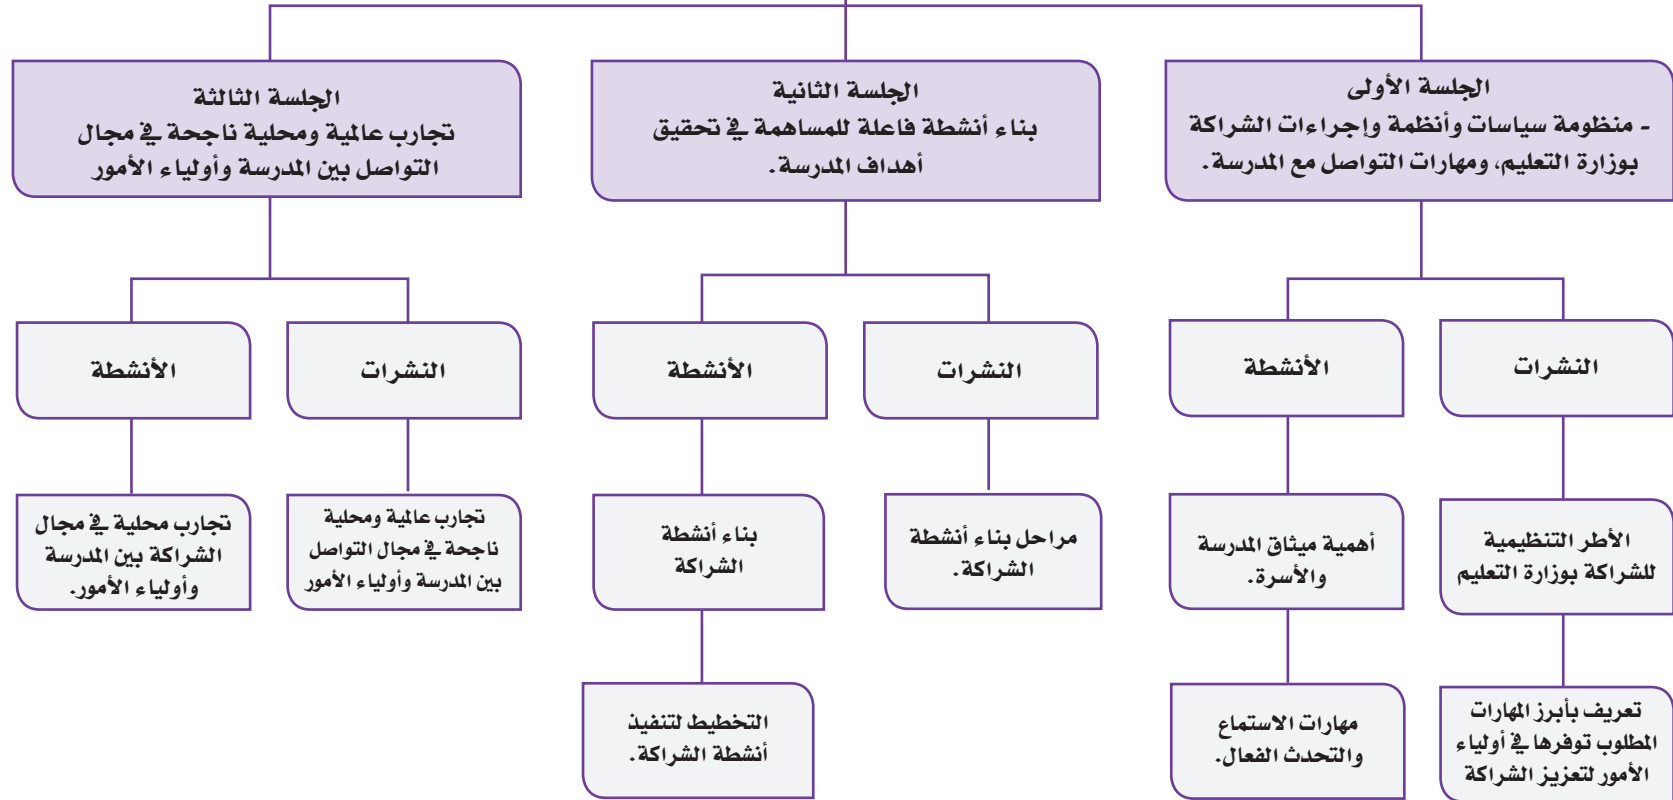 الجلسة الأولى
- منظومة سياسات وأنظمة وإجراءات الشراكة
بوزارة التعليم، ومهارات التواصل مع المدرسة.
الجلسة الثانية
بناء أنشطة فاعلة للمساهمة في تحقيق
أهداف المدرسة.
الجلسة الثالثة
تجارب عالمية ومحلية ناجحة في مجال
التواصل بين المدرسة وأولياء الأمور
النشرات
الأنشطة
النشرات
الأنشطة
النشرات
الأنشطة
الأطر التنظيمية
للشراكة بوزارة التعليم
أهمية ميثاق المدرسة
والأسرة.
مراحل بناء أنشطة
الشراكة.
بناء أنشطة
الشراكة
تجارب عالمية ومحلية
ناجحة في مجال التواصل
بين المدرسة وأولياء الأمور
تجارب محلية في مجال
الشراكة بين المدرسة
وأولياء الأمور.
تعريف بأبرز المهارات
المطلوب توفرها في أولياء
الأمور لتعزيز الشراكة
مهارات الاستماع
والتحدث الفعال.
التخطيط لتنفيذ
أنشطة الشراكة.